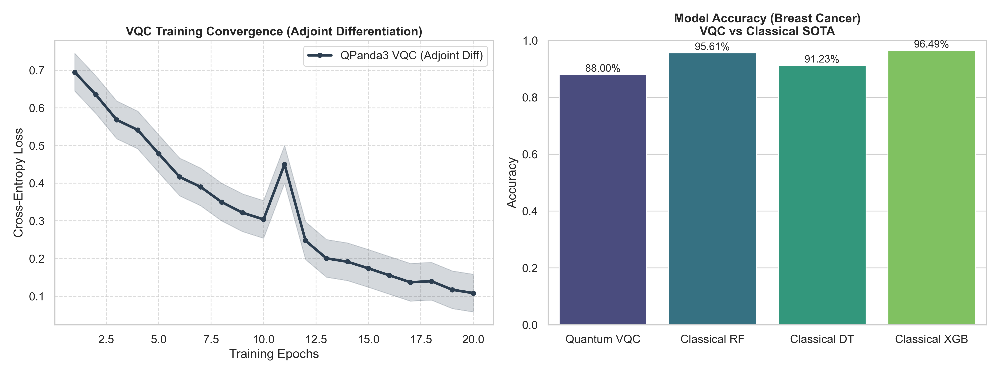 VQC Training Convergence (Adjoint Differentiation)
QPanda3 VQC (Adjoint Diff)
Cross-Entropy Loss
0.7
0.6
0.5
0.4
0.3
0.2
0.1
2.5 5.0 7.5 10.0 12.5 15.0 17.5 20.0
Training Epochs
Model Accuracy (Breast Cancer)
VQC vs Classical SOTA
Accuracy
1.0
0.8
0.6
0.4
0.2
0.0
88.00% 95.61% 91.23% 96.49%
Quantum VQC Classical RF Classical DT Classical XGB